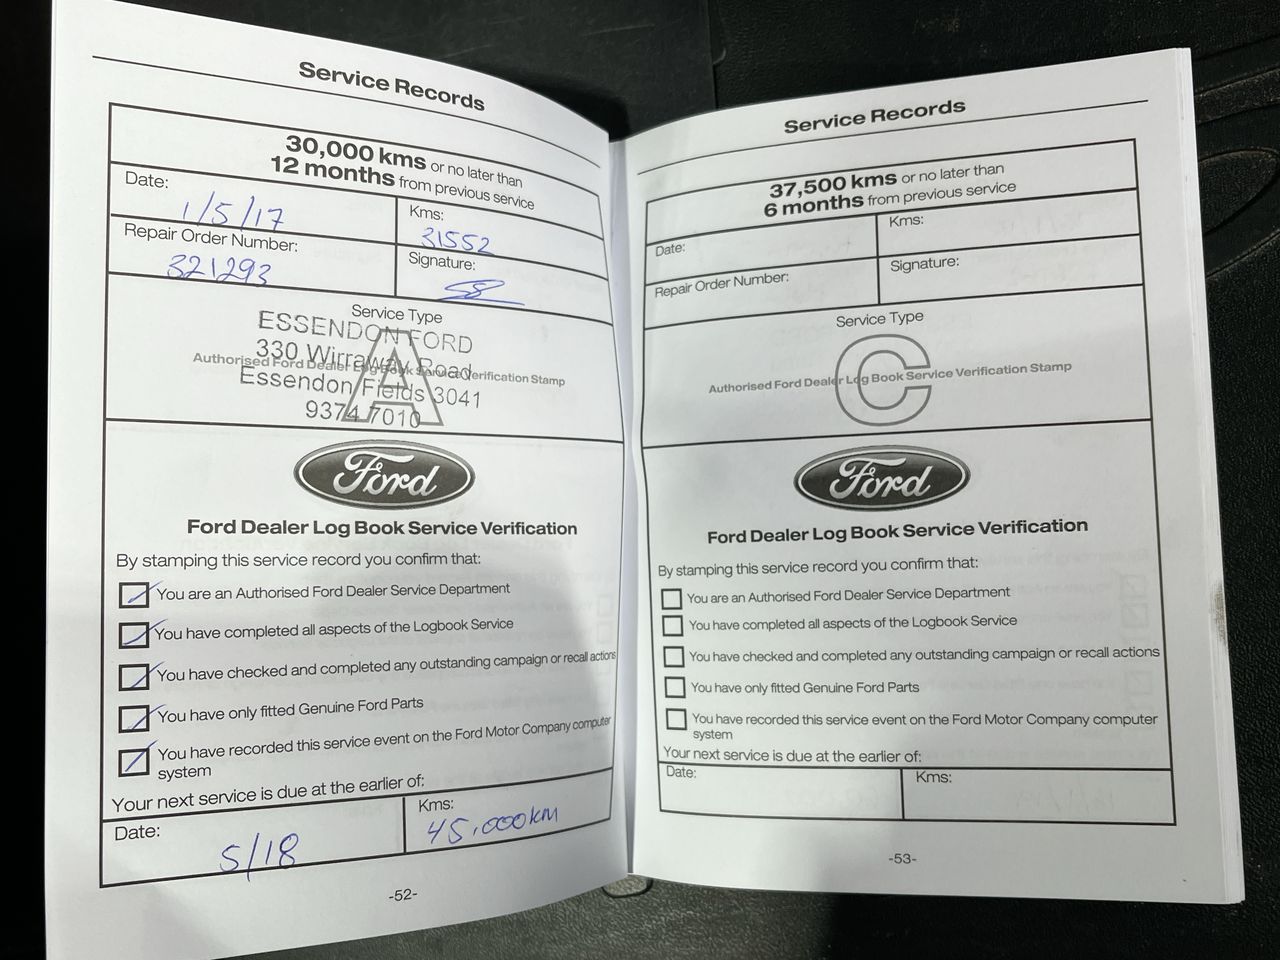 Service Records
30,000 kms or no later than
12 months from previous service
Date:
1/5/17
Kms:
31552
Repair Order Number:
321293
Signature:
Service Type
ESSENDON FORD
330 Wirraway Road
Authorised Ford Dealer Log Book Service Verification Stamp
Essendon Fields 3041
9374 7010
A
Ford
Ford Dealer Log Book Service Verification
By stamping this service record you confirm that:
You are an Authorised Ford Dealer Service Department
You have completed all aspects of the Logbook Service
You have checked and completed any outstanding campaign or recall actions
You have only fitted Genuine Ford Parts
You have recorded this service event on the Ford Motor Company computer
system
Your next service is due at the earlier of:
Date:
5/18
Kms:
45,000km
-52-
Service Records
37,500 kms or no later than
6 months from previous service
Date:
Kms:
Repair Order Number:
Signature:
Service Type
C
Authorised Ford Dealer Log Book Service Verification Stamp
Ford
Ford Dealer Log Book Service Verification
By stamping this service record you confirm that:
You are an Authorised Ford Dealer Service Department
You have completed all aspects of the Logbook Service
You have checked and completed any outstanding campaign or recall actions
You have only fitted Genuine Ford Parts
You have recorded this service event on the Ford Motor Company computer
system
Your next service is due at the earlier of:
Date:
Kms:
-53-